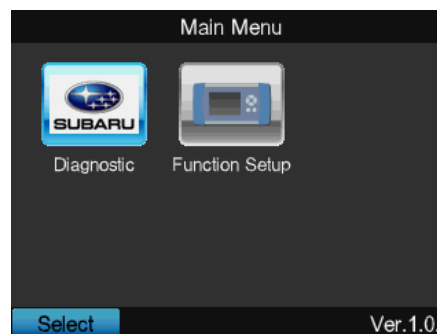 Main Menu
SUBARU
Diagnostic
Function Setup
Select
Ver.1.0